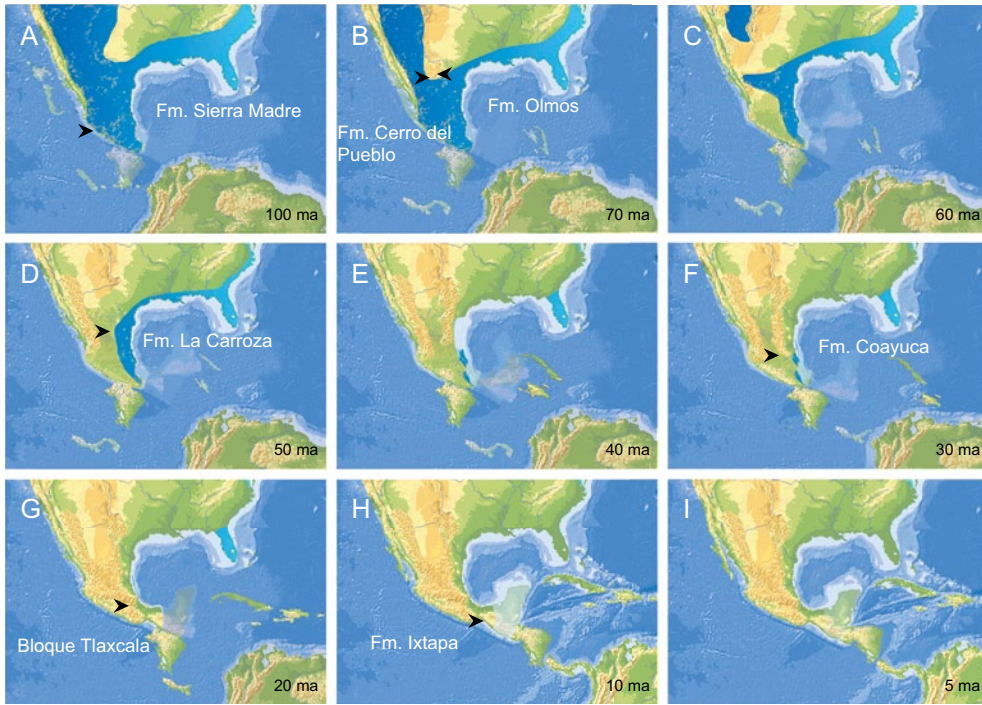 A
Fm. Sierra Madre
100 ma
B
Fm. Olmos
Fm. Cerro del
Pueblo
70 ma
C
60 ma
D
Fm. La Carroza
50 ma
E
40 ma
F
Fm. Coayuca
30 ma
G
Bloque Tlaxcala
20 ma
H
Fm. Ixtapa
10 ma
I
5 ma